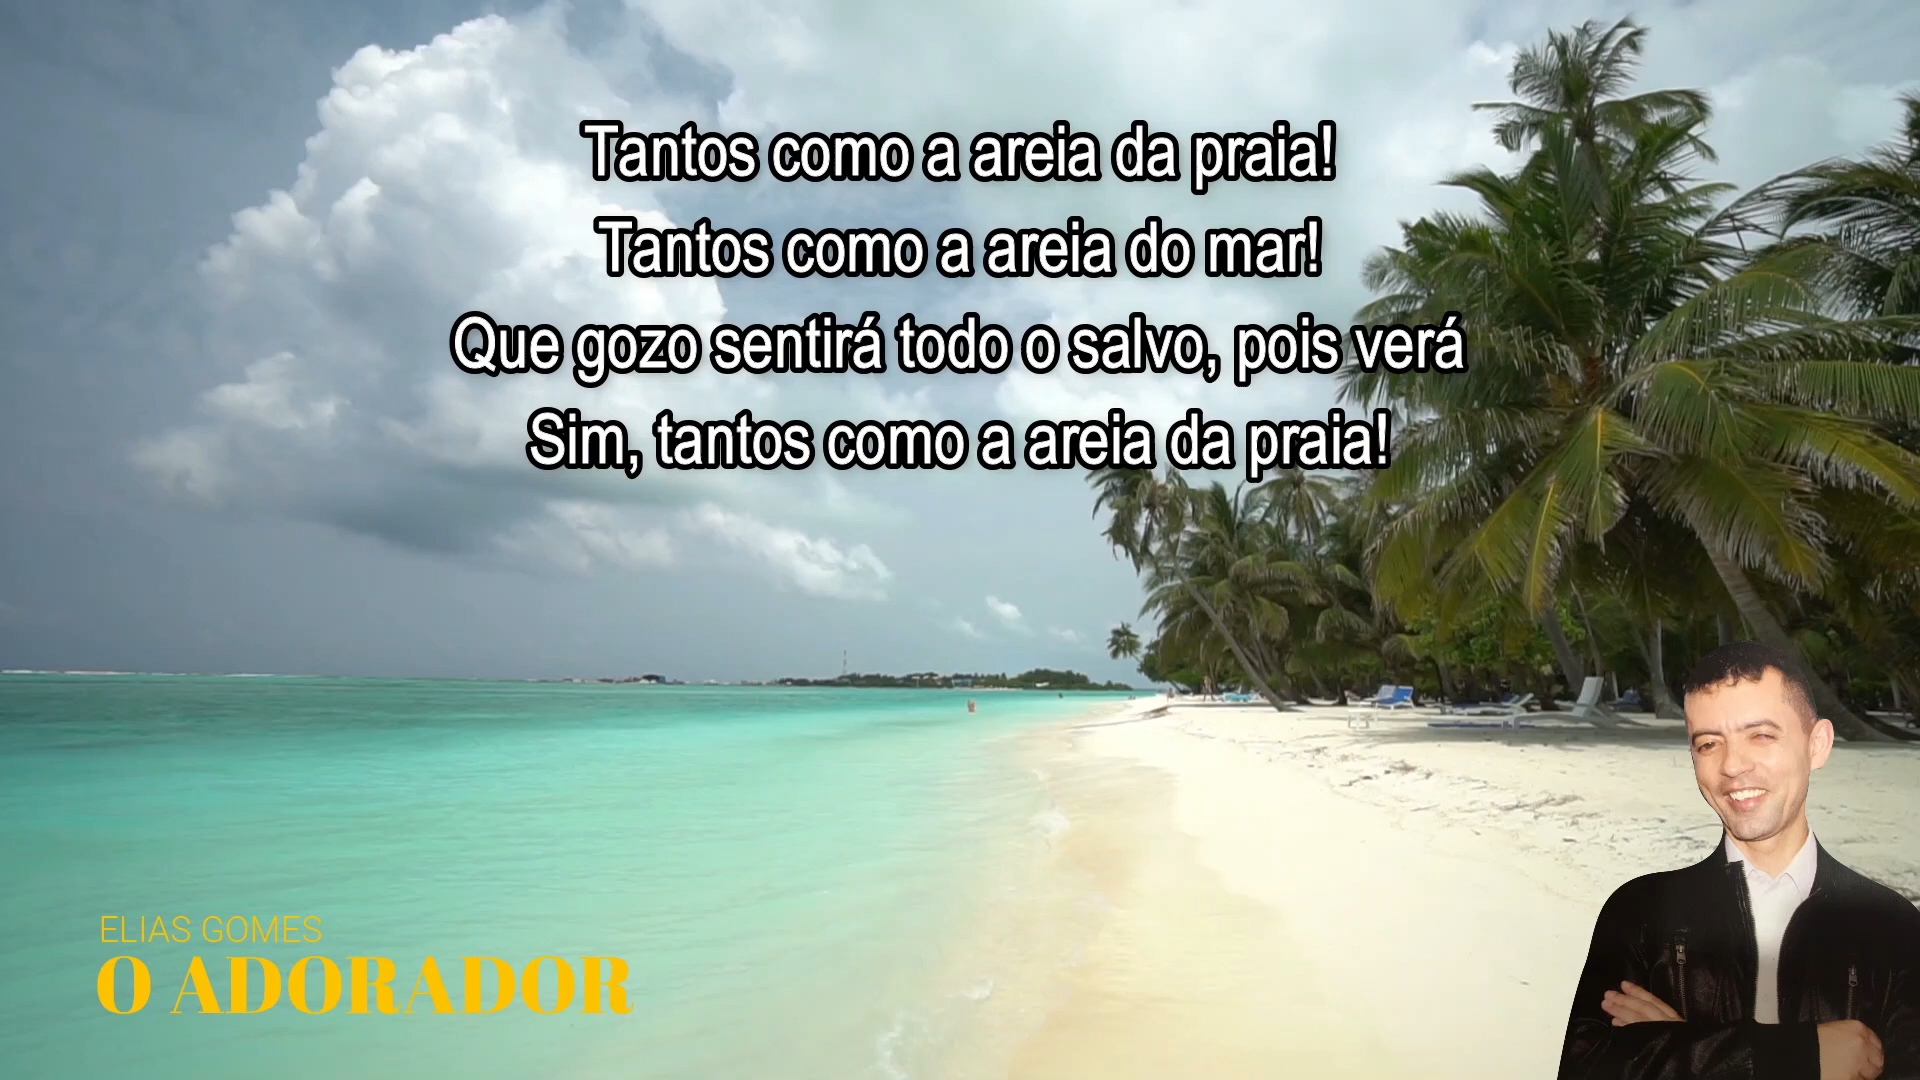 Tantos como a areia da praia!
Tantos como a areia do mar!
Que gozo sentirá todo o salvo, pois verá
Sim, tantos como a areia da praia!
ELIAS GOMES
O ADORADOR